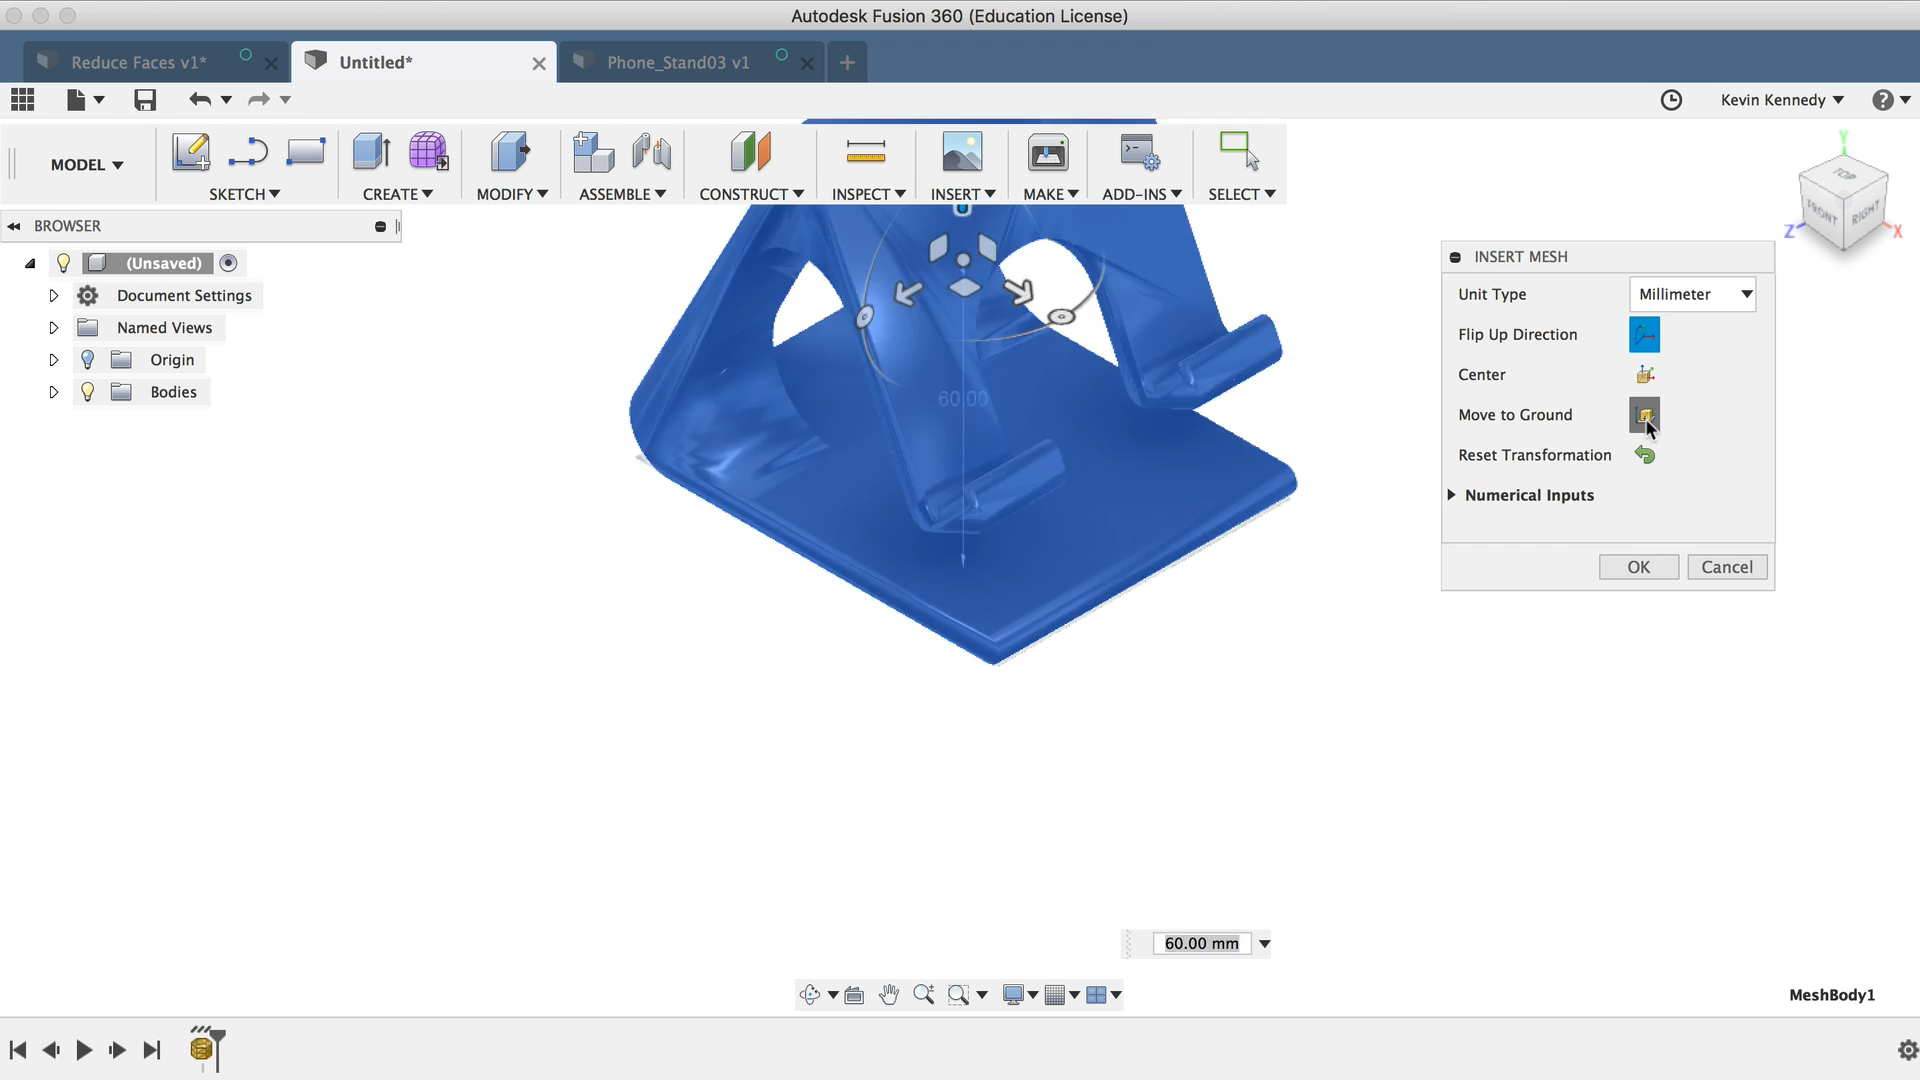 Autodesk Fusion 360 (Education License)
Reduce Faces v1*
Untitled*
Phone_Stand03 v1
Kevin Kennedy
MODEL
SKETCH
CREATE
MODIFY
ASSEMBLE
CONSTRUCT
INSPECT
INSERT
MAKE
ADD-INS
SELECT
BROWSER
(Unsaved)
Document Settings
Named Views
Origin
Bodies
60.00
Y
TOP
FRONT
RIGHT
Z
X
INSERT MESH
Unit Type
Millimeter
Flip Up Direction
Center
Move to Ground
Reset Transformation
Numerical Inputs
OK
Cancel
60.00 mm
MeshBody1